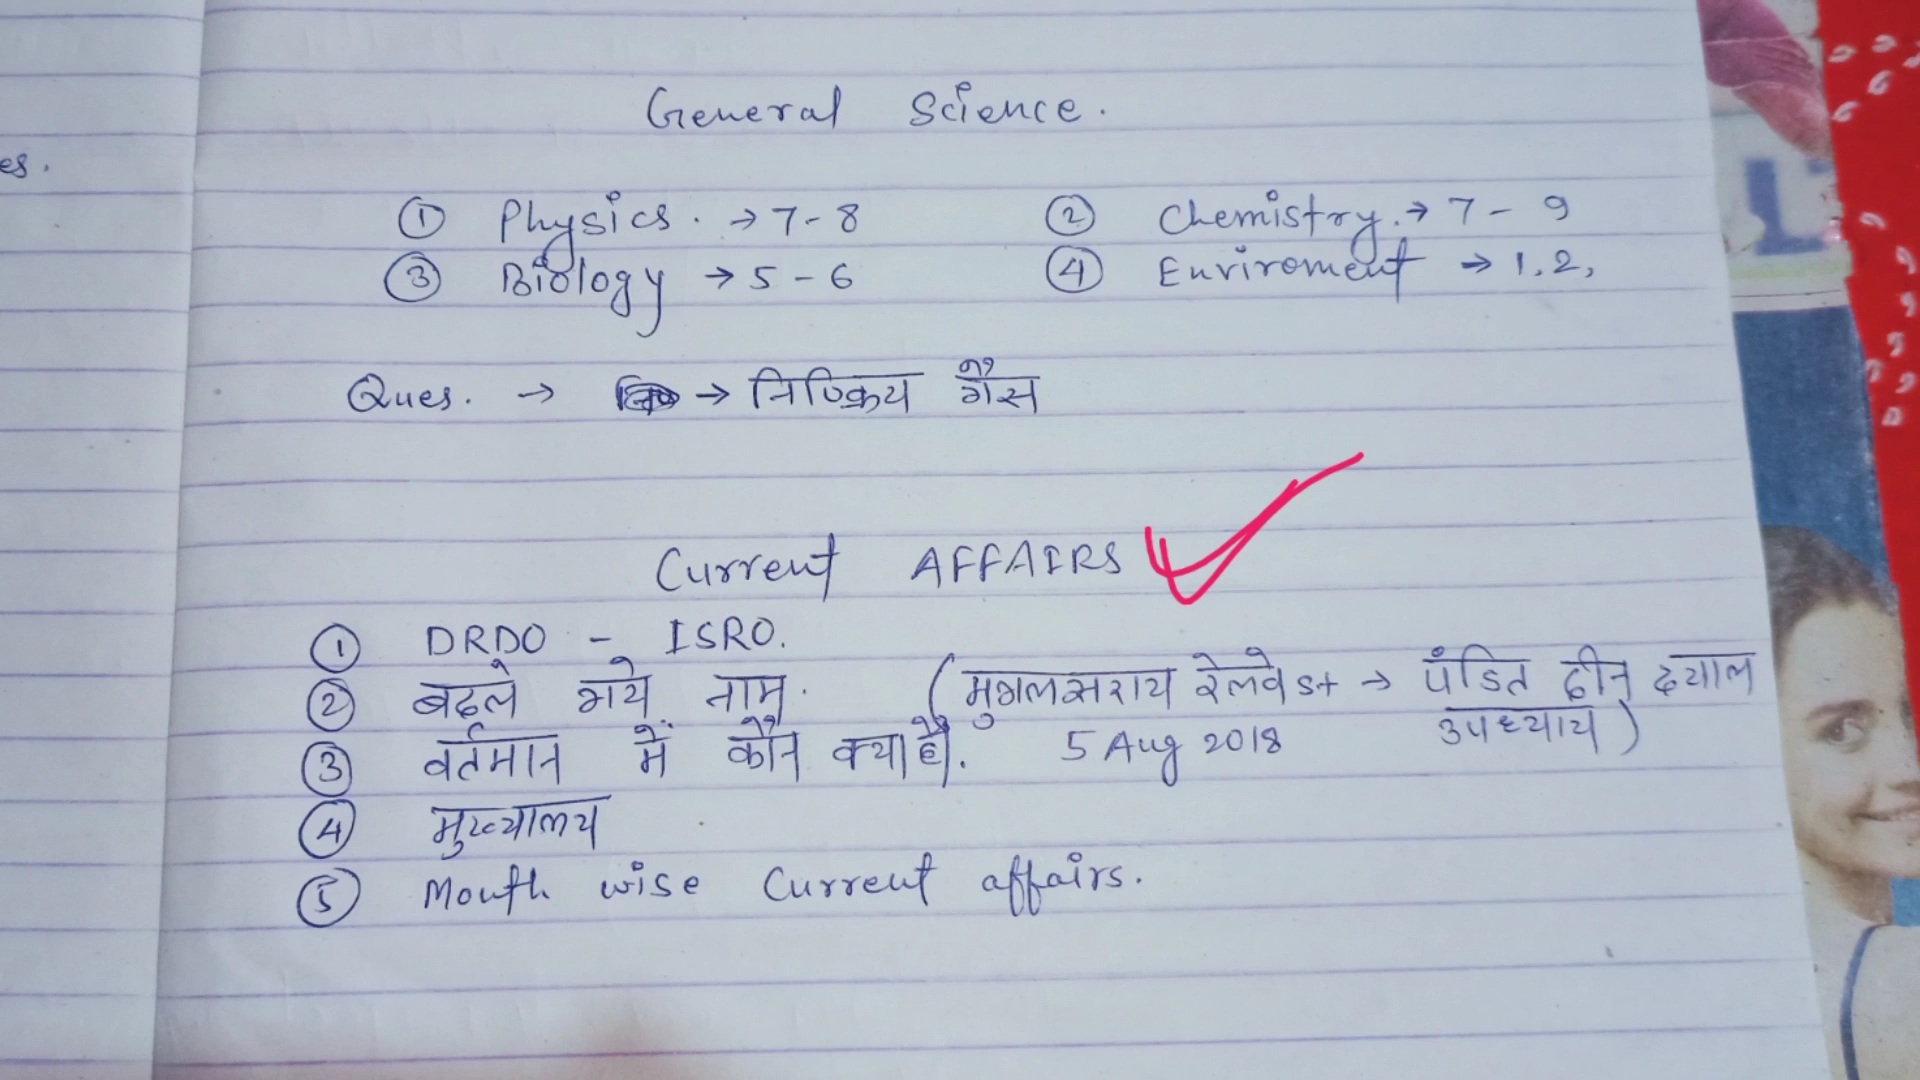 es.
General Science.
① Physics. → 7-8 ② Chemistry. → 7 - 9
③ Biology → 5 - 6 ④ Enviroment → 1, 2,
Ques. → → निष्क्रिय गैस
Current AFFAIRS
① DRDO - ISRO.
② बदले गये नाम. (मुगलसराय रेलवे st → पंडित दीन दयाल उपध्याय)
③ वर्तमान में कौन क्या है. 5 Aug 2018
④ मुख्यालय
⑤ Month wise Current affairs.